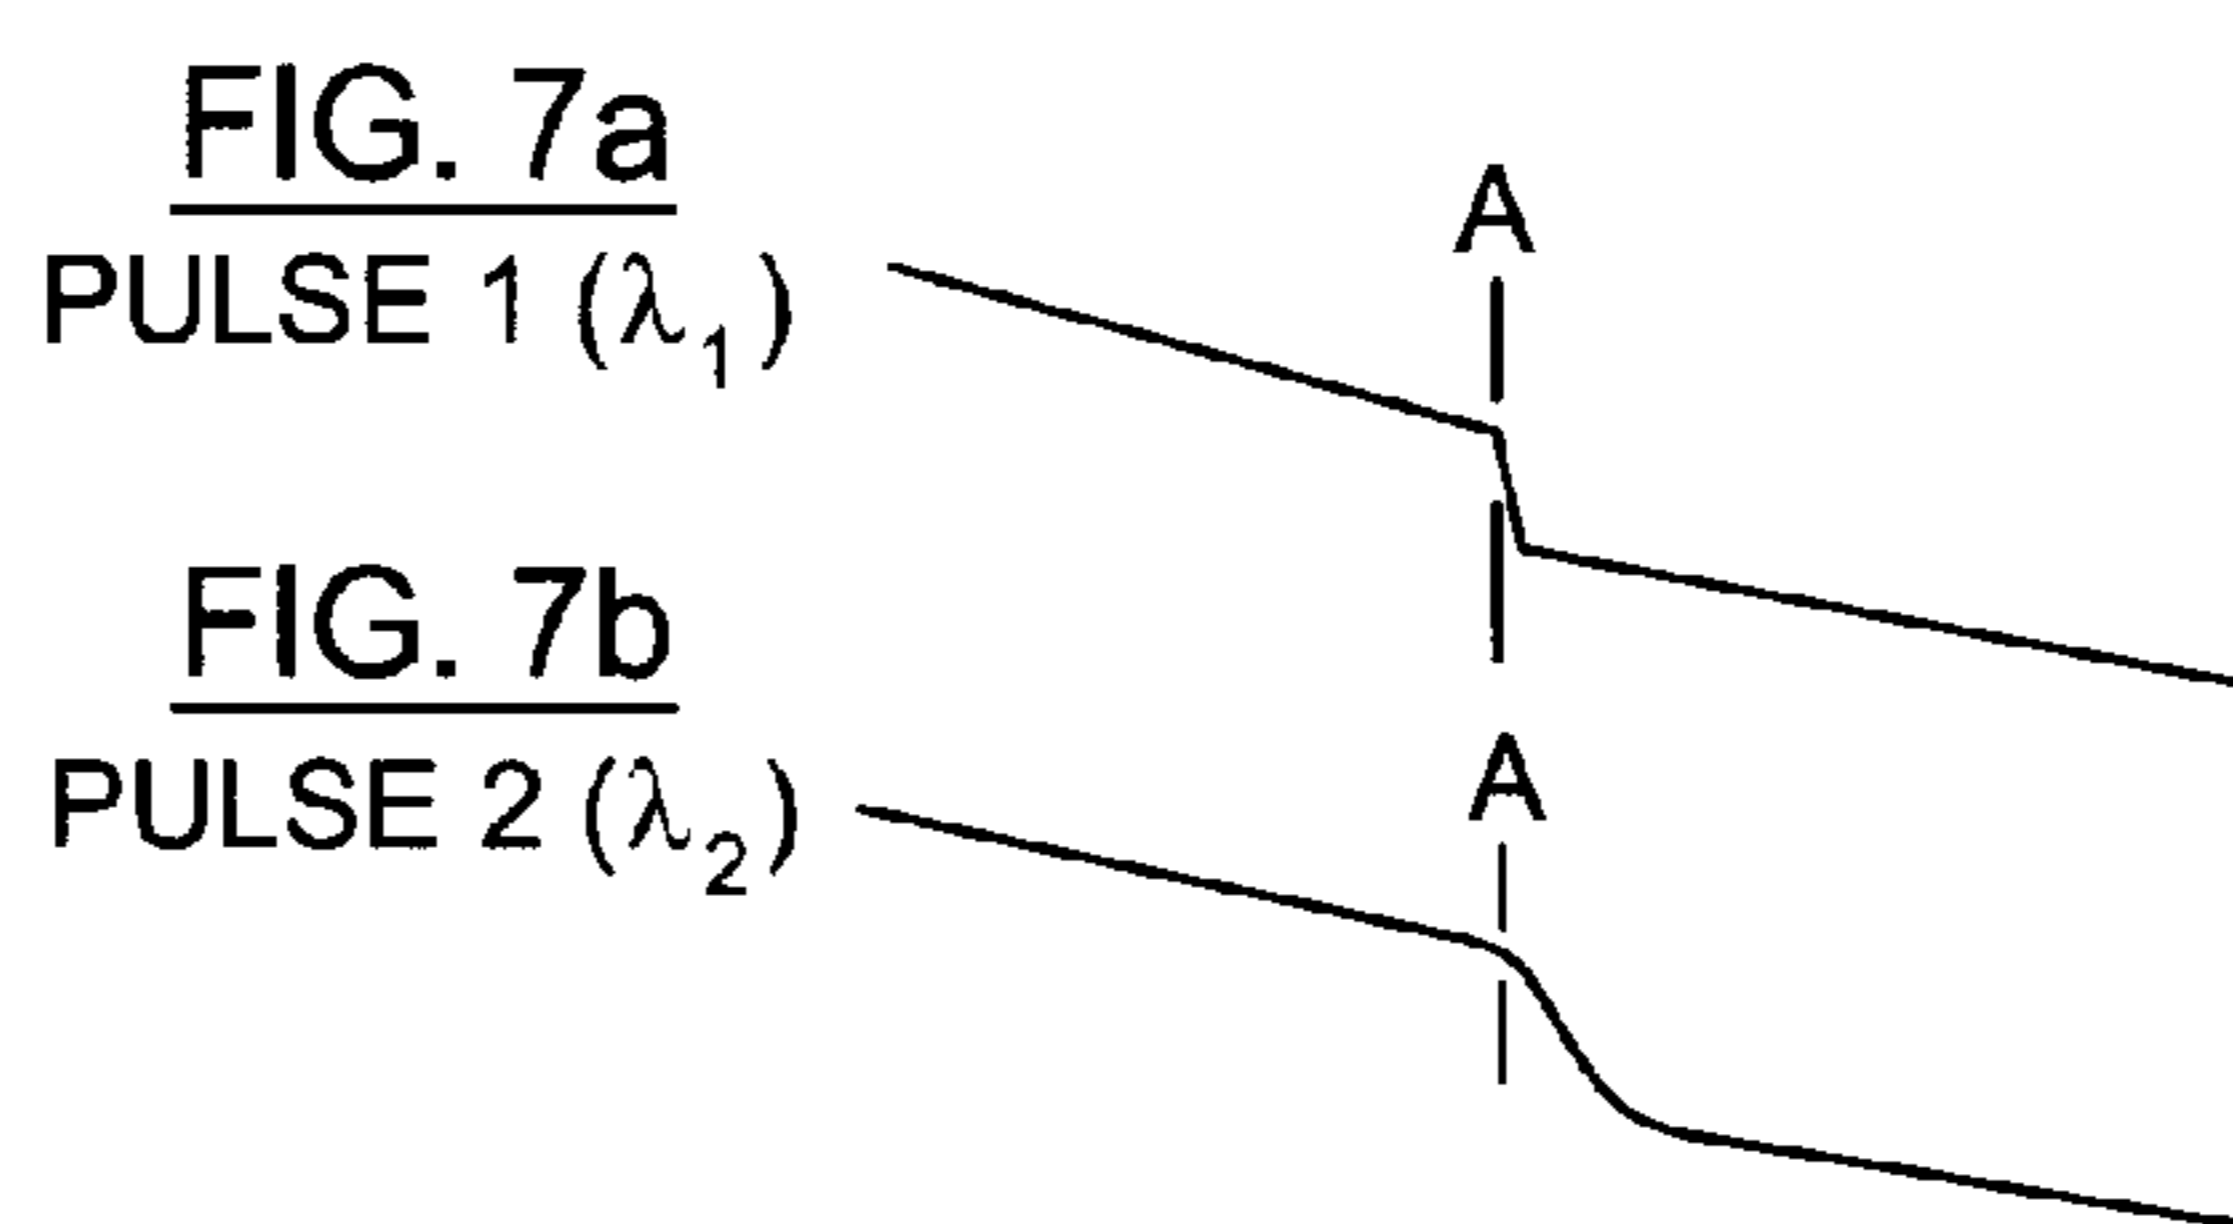 FIG. 7a
PULSE 1 (λ₁)
A
FIG. 7b
PULSE 2 (λ₂)
A